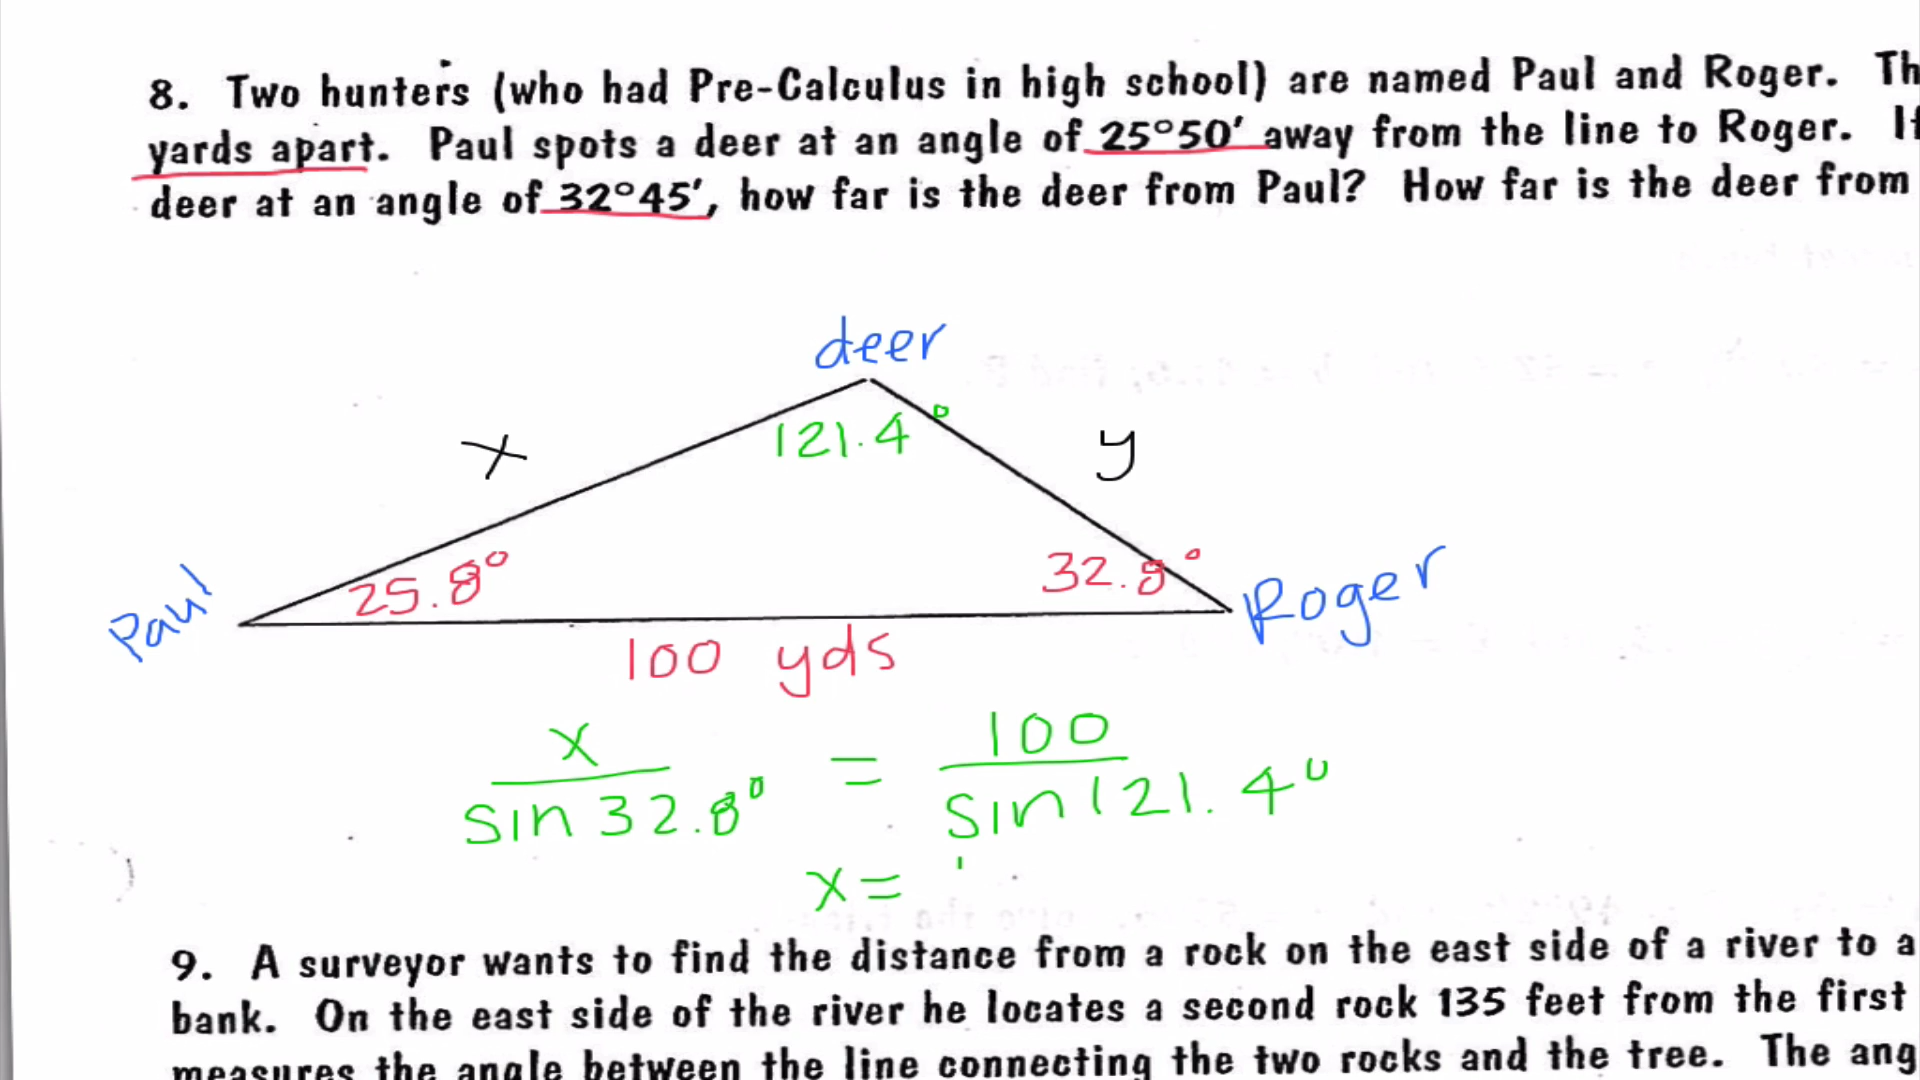 8. Two hunters (who had Pre-Calculus in high school) are named Paul and Roger. Th
yards apart. Paul spots a deer at an angle of 25°50' away from the line to Roger. If
deer at an angle of 32°45', how far is the deer from Paul? How far is the deer from
deer
121.4°
x
y
25.8°
32.8°
Paul
Roger
100 yds
x / sin 32.8° = 100 / sin 121.4°
x =
9. A surveyor wants to find the distance from a rock on the east side of a river to a
bank. On the east side of the river he locates a second rock 135 feet from the first
measures the angle between the line connecting the two rocks and the tree. The ang